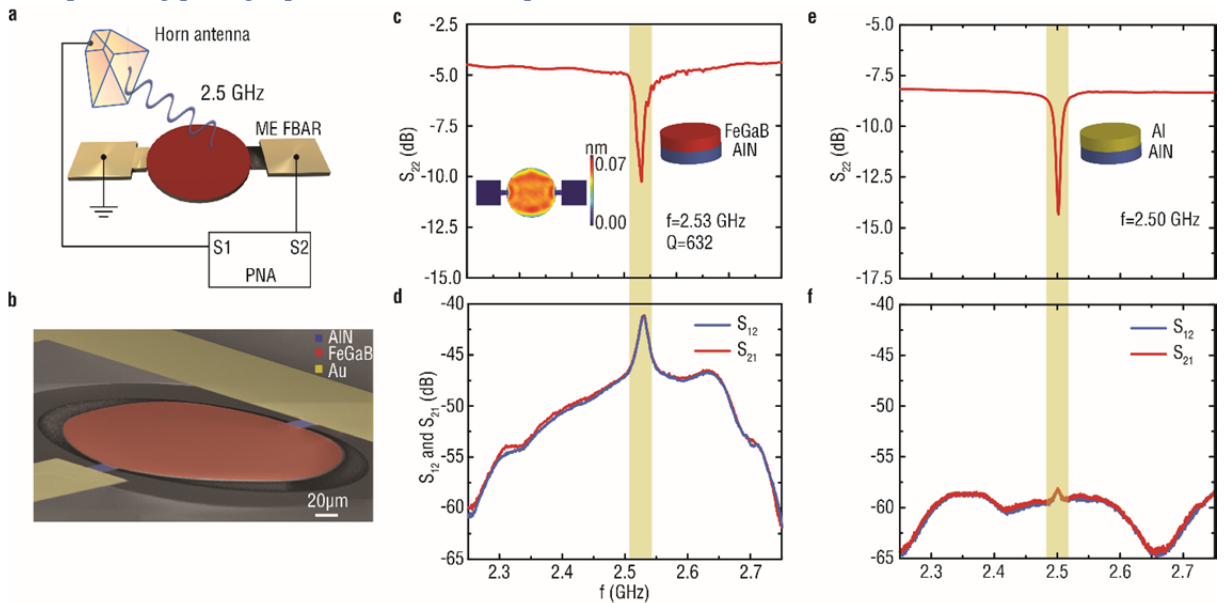 a
Horn antenna
2.5 GHz
ME FBAR
S1 S2
PNA
b
AlN
FeGaB
Au
20μm
c
-2.5
-5.0
-7.5
-10.0
-12.5
-15.0
S22 (dB)
nm
0.07
0.00
FeGaB
AlN
f=2.53 GHz
Q=632
d
-40
-45
-50
-55
-60
-65
S12 and S21 (dB)
S12
S21
2.3 2.4 2.5 2.6 2.7
f (GHz)
e
-5.0
-7.5
-10.0
-12.5
-15.0
-17.5
S22 (dB)
Al
AlN
f=2.50 GHz
f
-40
-45
-50
-55
-60
-65
S12
S21
2.3 2.4 2.5 2.6 2.7